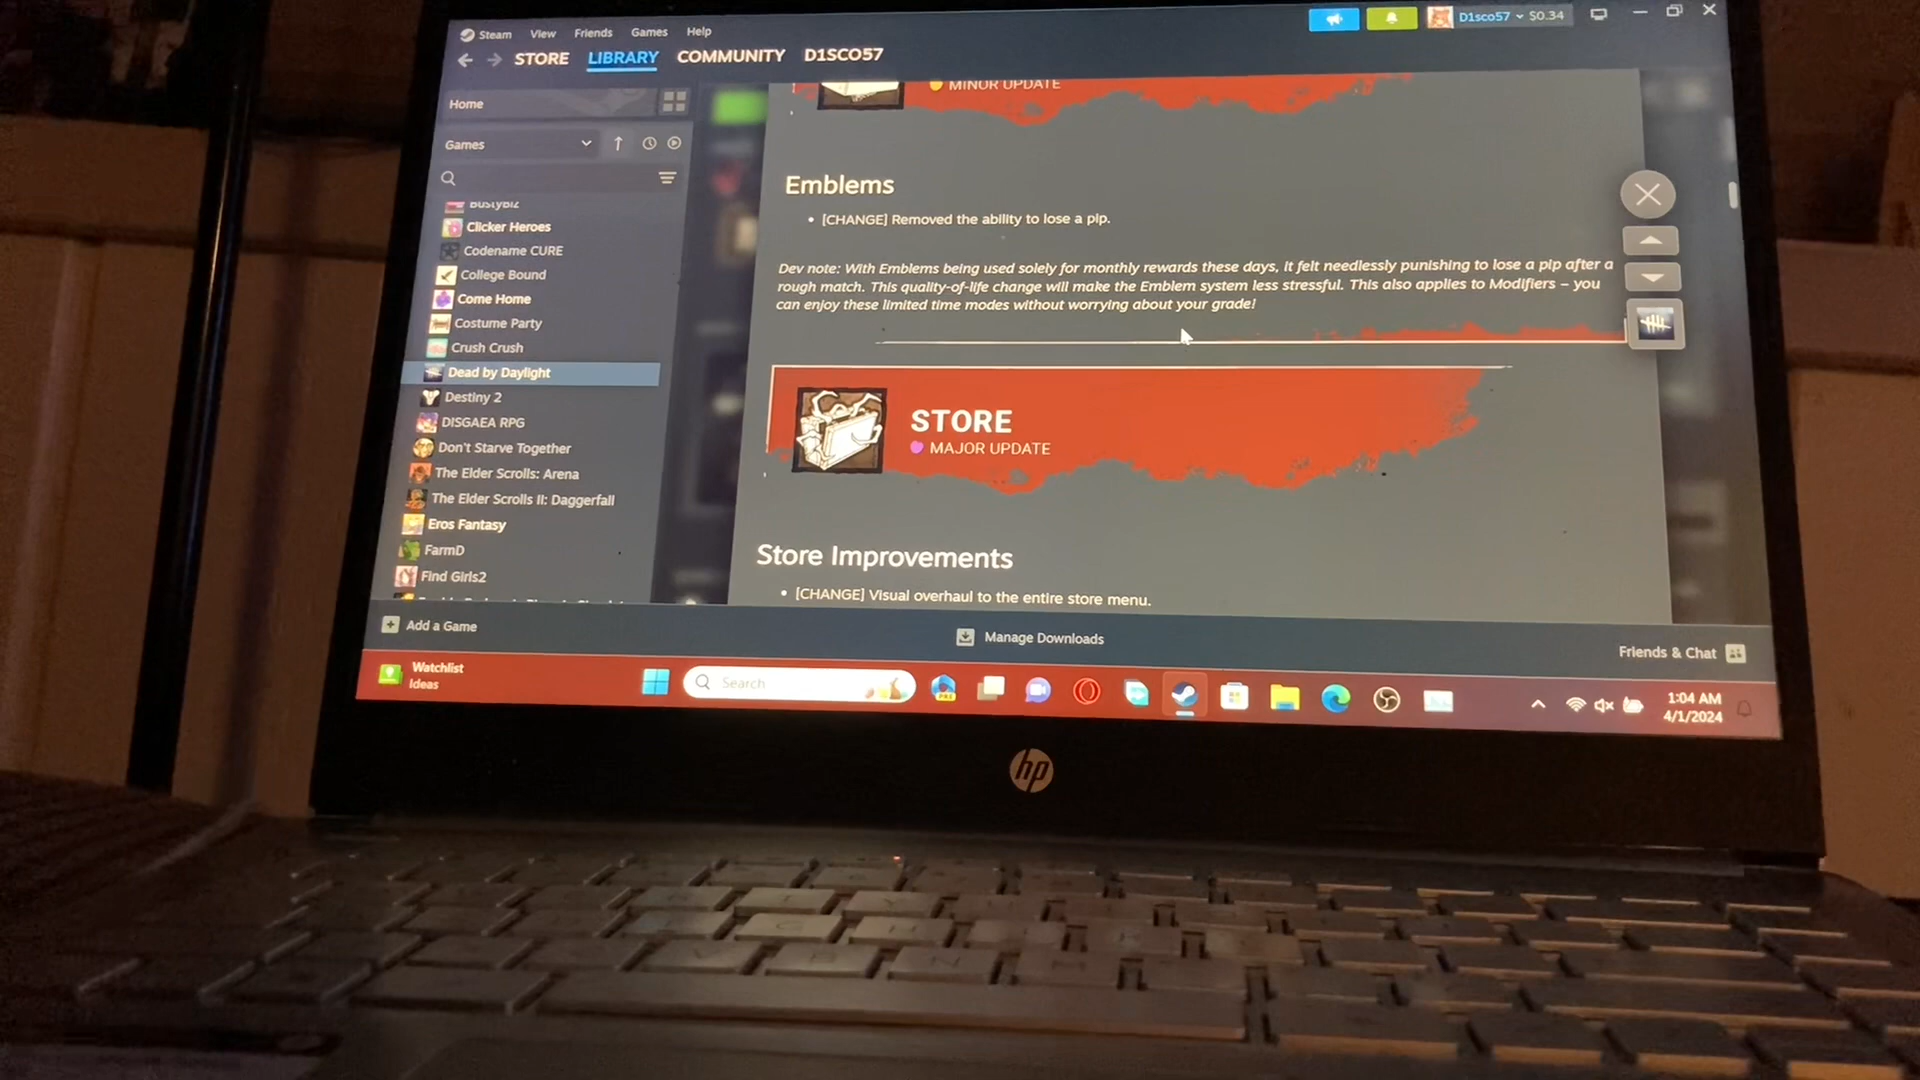 Steam View Friends Games Help
D1sco57 $0.34
STORE LIBRARY COMMUNITY D1SCO57
Home
Games
BustyBiz
Clicker Heroes
Codename CURE
College Bound
Come Home
Costume Party
Crush Crush
Dead by Daylight
Destiny 2
DISGAEA RPG
Don't Starve Together
The Elder Scrolls: Arena
The Elder Scrolls II: Daggerfall
Eros Fantasy
FarmD
Find Girls2
MINOR UPDATE
Emblems
• [CHANGE] Removed the ability to lose a pip.
Dev note: With Emblems being used solely for monthly rewards these days, it felt needlessly punishing to lose a pip after a
rough match. This quality-of-life change will make the Emblem system less stressful. This also applies to Modifiers – you
can enjoy these limited time modes without worrying about your grade!
STORE
MAJOR UPDATE
Store Improvements
• [CHANGE] Visual overhaul to the entire store menu.
Add a Game
Manage Downloads
Friends & Chat
Watchlist
Ideas
Search
1:04 AM
4/1/2024
hp